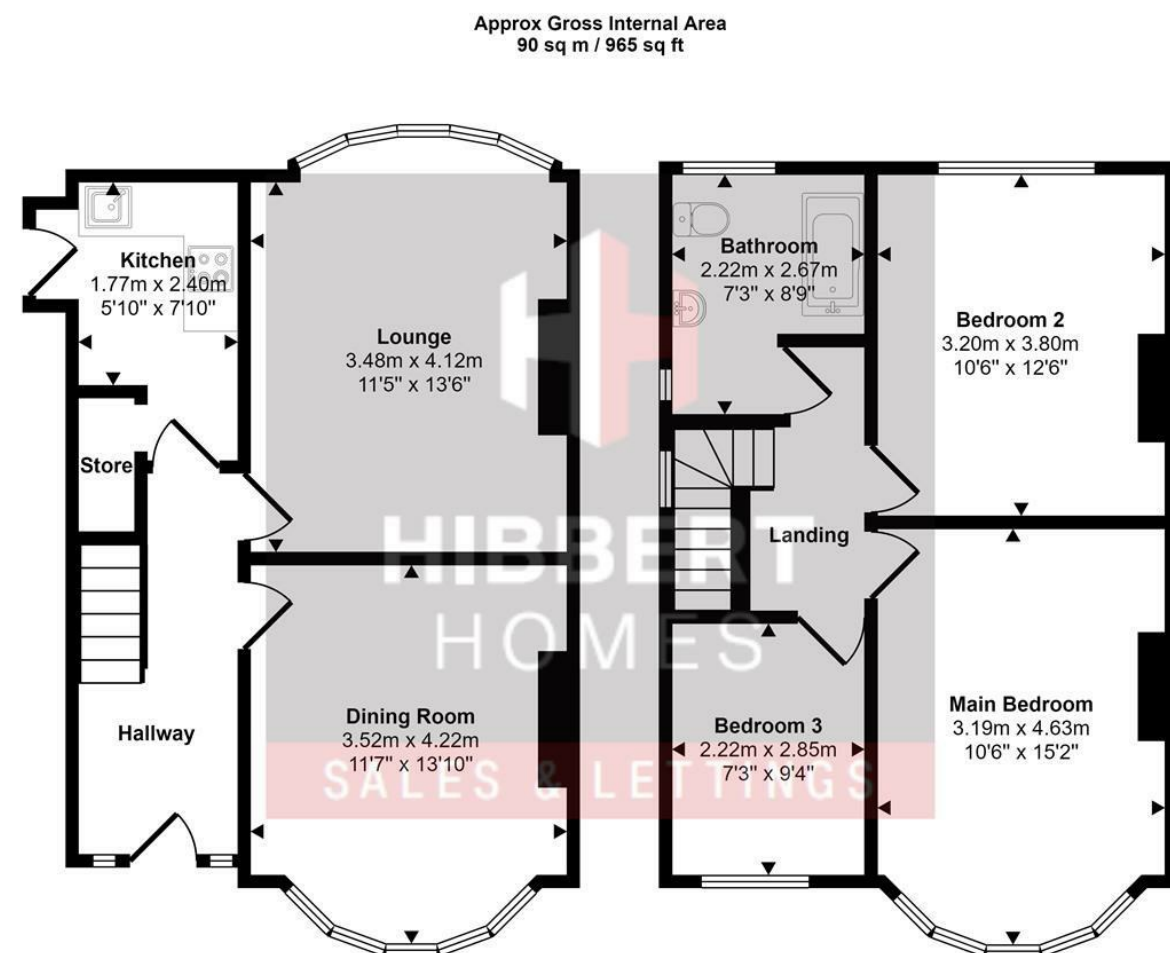 Approx Gross Internal Area
90 sq m / 965 sq ft
Kitchen
1.77m x 2.40m
5'10" x 7'10"
Lounge
3.48m x 4.12m
11'5" x 13'6"
Store
Dining Room
3.52m x 4.22m
11'7" x 13'10"
Hallway
Bathroom
2.22m x 2.67m
7'3" x 8'9"
Bedroom 2
3.20m x 3.80m
10'6" x 12'6"
Landing
Bedroom 3
2.22m x 2.85m
7'3" x 9'4"
Main Bedroom
3.19m x 4.63m
10'6" x 15'2"
HIBBERT
HOMES
SALES & LETTINGS